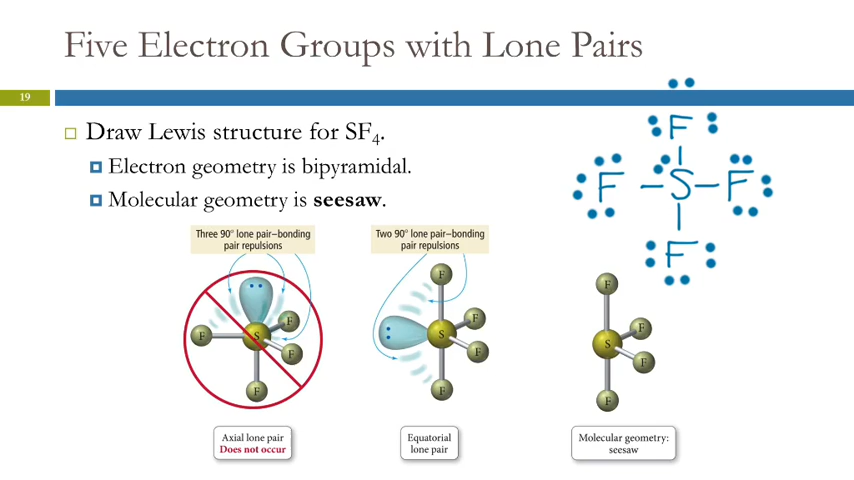 Five Electron Groups with Lone Pairs
19
Draw Lewis structure for SF₄.
Electron geometry is bipyramidal.
Molecular geometry is seesaw.
F
F – S – F
F
Three 90° lone pair–bonding
pair repulsions
Two 90° lone pair–bonding
pair repulsions
F
S
F
F
F
F
S
F
F
F
F
S
F
F
F
Axial lone pair
Does not occur
Equatorial
lone pair
Molecular geometry:
seesaw